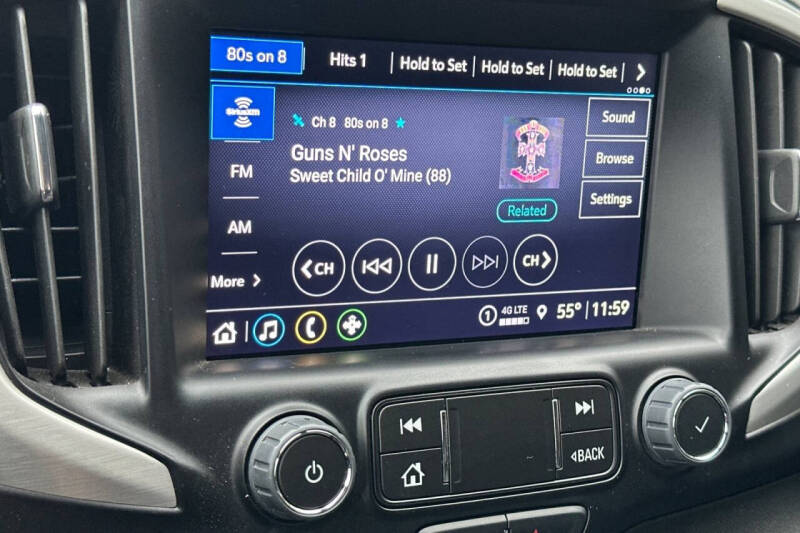 80s on 8 Hits 1 Hold to Set Hold to Set Hold to Set
SiriusXM
Ch 8 80s on 8
Sound
Guns N' Roses
Browse
FM
Sweet Child O' Mine (88)
Settings
Related
AM
CH CH
More
1 4G LTE 55° 11:59
BACK